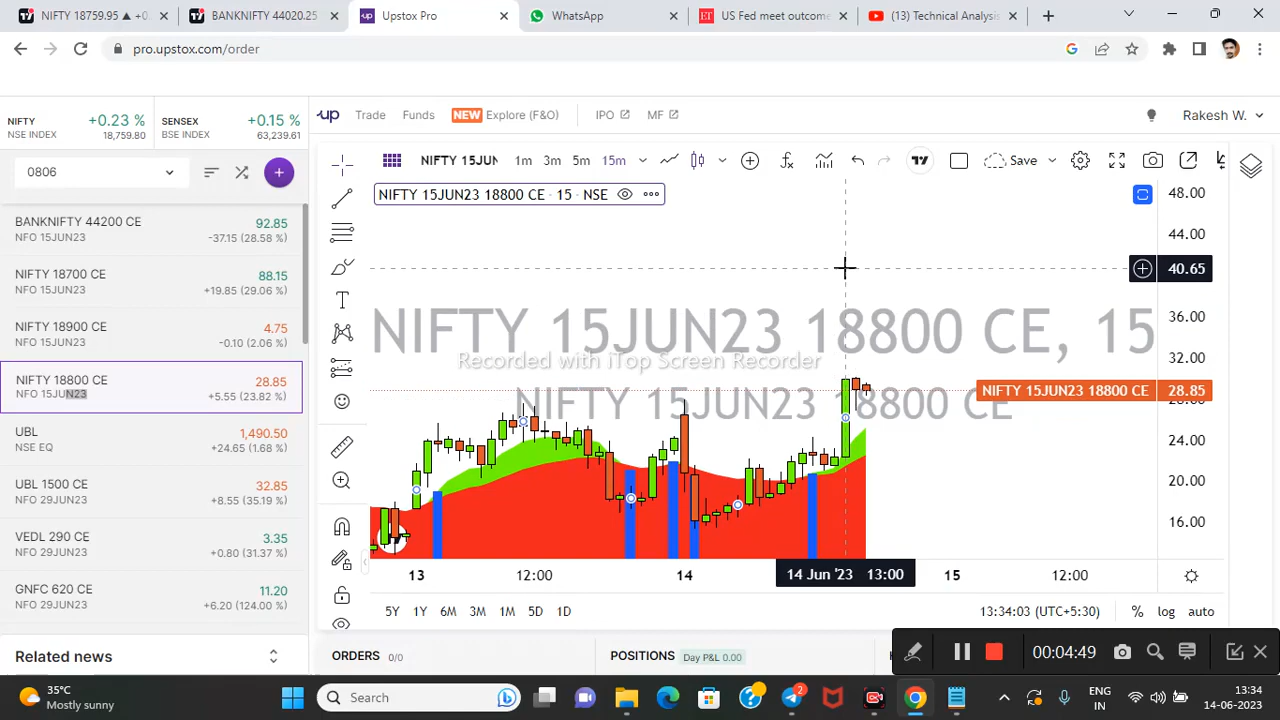 NIFTY 18759.95 ▲ +0.2
BANKNIFTY 44020.25
Upstox Pro
WhatsApp
US Fed meet outcome
(13) Technical Analysis
pro.upstox.com/order
NIFTY +0.23 %
NSE INDEX 18,759.80
SENSEX +0.15 %
BSE INDEX 63,239.61
up Trade Funds NEW Explore (F&O) IPO MF Rakesh W.
0806
NIFTY 15JUN 1m 3m 5m 15m Save
NIFTY 15JUN23 18800 CE · 15 · NSE
BANKNIFTY 44200 CE 92.85
NFO 15JUN23 -37.15 (28.58 %)
NIFTY 18700 CE 88.15
NFO 15JUN23 +19.85 (29.06 %)
NIFTY 18900 CE 4.75
NFO 15JUN23 -0.10 (2.06 %)
NIFTY 18800 CE 28.85
NFO 15JUN23 +5.55 (23.82 %)
UBL 1,490.50
NSE EQ +24.65 (1.68 %)
UBL 1500 CE 32.85
NFO 29JUN23 +8.55 (35.19 %)
VEDL 290 CE 3.35
NFO 29JUN23 +0.80 (31.37 %)
GNFC 620 CE 11.20
NFO 29JUN23 +6.20 (124.00 %)
Related news
48.00
44.00
40.65
36.00
32.00
28.00
24.00
20.00
16.00
NIFTY 15JUN23 18800 CE, 15
Recorded with iTop Screen Recorder
NIFTY 15JUN23 18800 CE
NIFTY 15JUN23 18800 CE 28.85
13 12:00 14 14 Jun '23 13:00 15 12:00
5Y 1Y 6M 3M 1M 5D 1D 13:34:03 (UTC+5:30) % log auto
ORDERS 0/0
POSITIONS Day P&L 0.00
00:04:49
35°C
Mostly sunny
Search
2
ENG
IN
13:34
14-06-2023